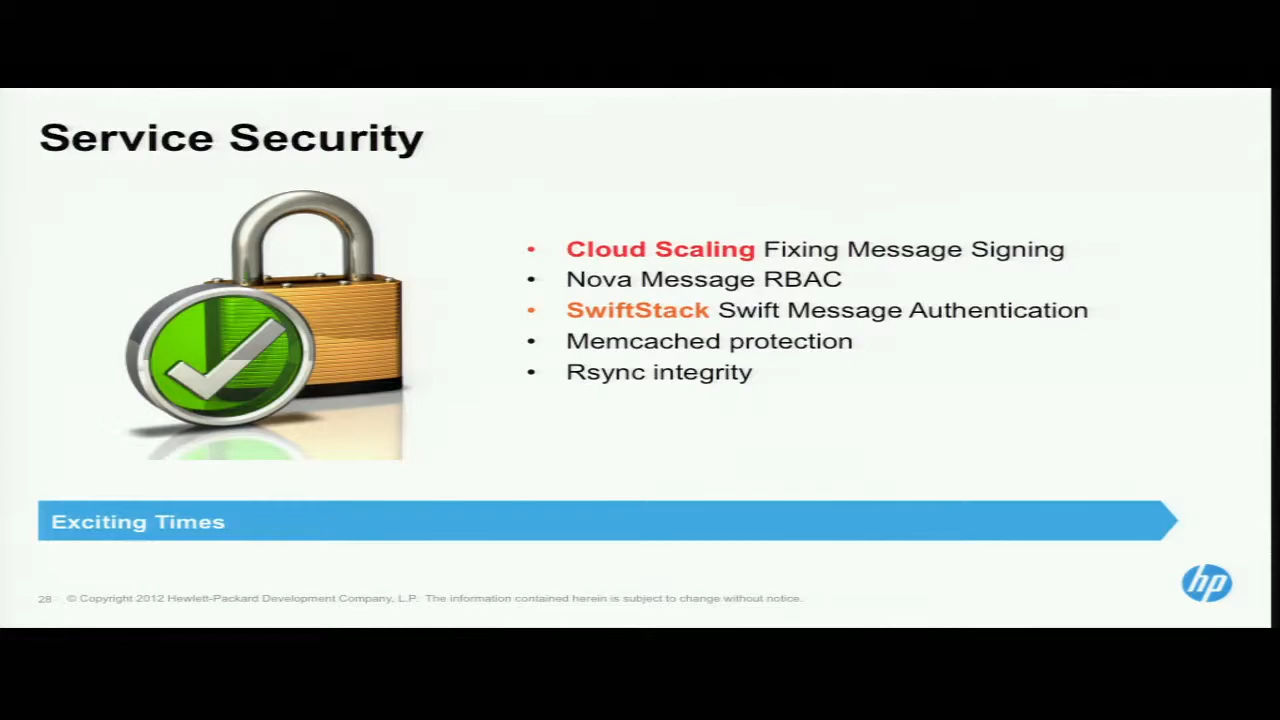 Service Security
• Cloud Scaling Fixing Message Signing
• Nova Message RBAC
• SwiftStack Swift Message Authentication
• Memcached protection
• Rsync integrity
Exciting Times
28 © Copyright 2012 Hewlett-Packard Development Company, L.P. The information contained herein is subject to change without notice.
hp